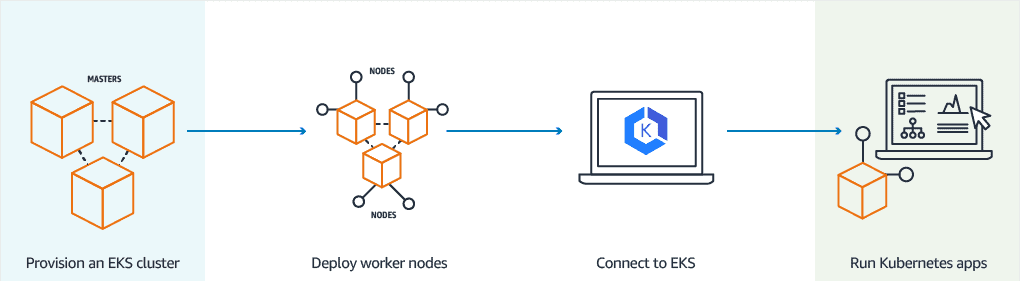 MASTERS
NODES
K
NODES
Provision an EKS cluster
Deploy worker nodes
Connect to EKS
Run Kubernetes apps